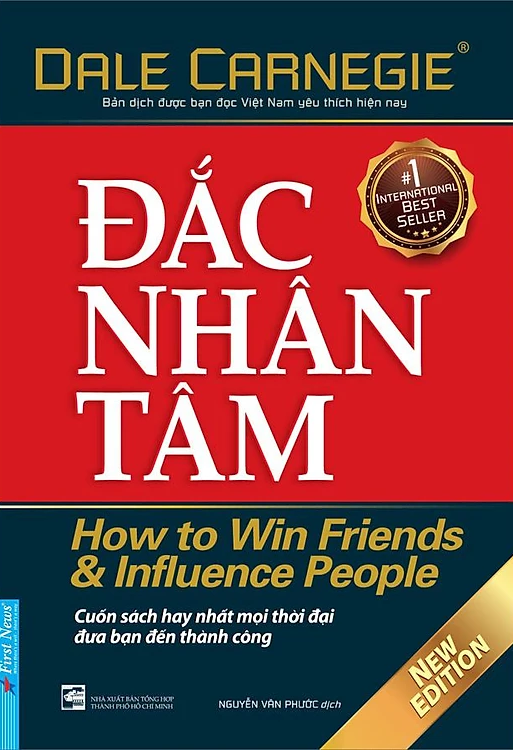 DALE CARNEGIE®
Bản dịch được bạn đọc Việt Nam yêu thích hiện nay
#1
INTERNATIONAL
BEST
SELLER
ĐẮC
NHÂN
TÂM
How to Win Friends
& Influence People
Cuốn sách hay nhất mọi thời đại
đưa bạn đến thành công
NEW
EDITION
First News
NHÀ XUẤT BẢN TỔNG HỢP
THÀNH PHỐ HỒ CHÍ MINH
NGUYỄN VĂN PHƯỚC dịch